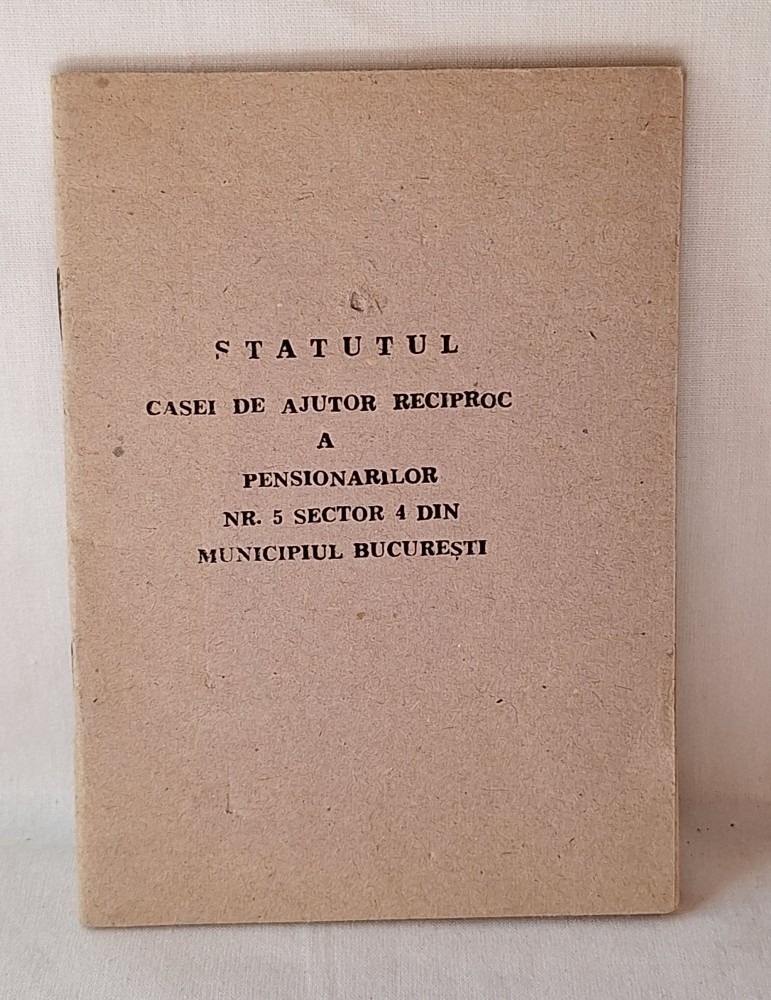 STATUTUL
CASEI DE AJUTOR RECIPROC
A
PENSIONARILOR
NR. 5 SECTOR 4 DIN
MUNICIPIUL BUCUREȘTI